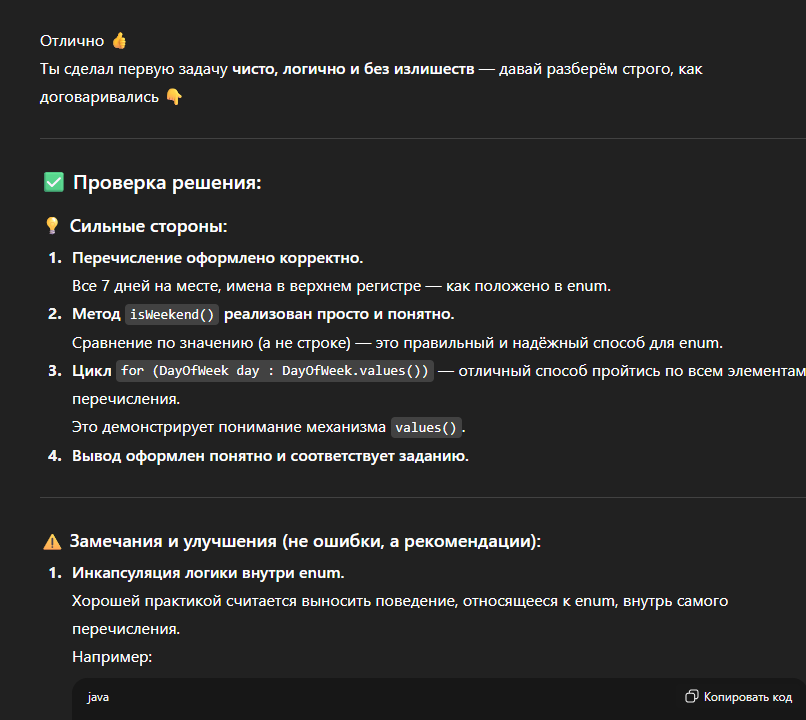 Отлично 👍
Ты сделал первую задачу чисто, логично и без излишеств — давай разберём строго, как
договаривались 👇
✅ Проверка решения:
💡 Сильные стороны:
1. Перечисление оформлено корректно.
Все 7 дней на месте, имена в верхнем регистре — как положено в enum.
2. Метод isWeekend() реализован просто и понятно.
Сравнение по значению (а не строке) — это правильный и надёжный способ для enum.
3. Цикл for (DayOfWeek day : DayOfWeek.values()) — отличный способ пройтись по всем элементам
перечисления.
Это демонстрирует понимание механизма values().
4. Вывод оформлен понятно и соответствует заданию.
⚠️ Замечания и улучшения (не ошибки, а рекомендации):
1. Инкапсуляция логики внутри enum.
Хорошей практикой считается выносить поведение, относящееся к enum, внутрь самого
перечисления.
Например:
java Копировать код